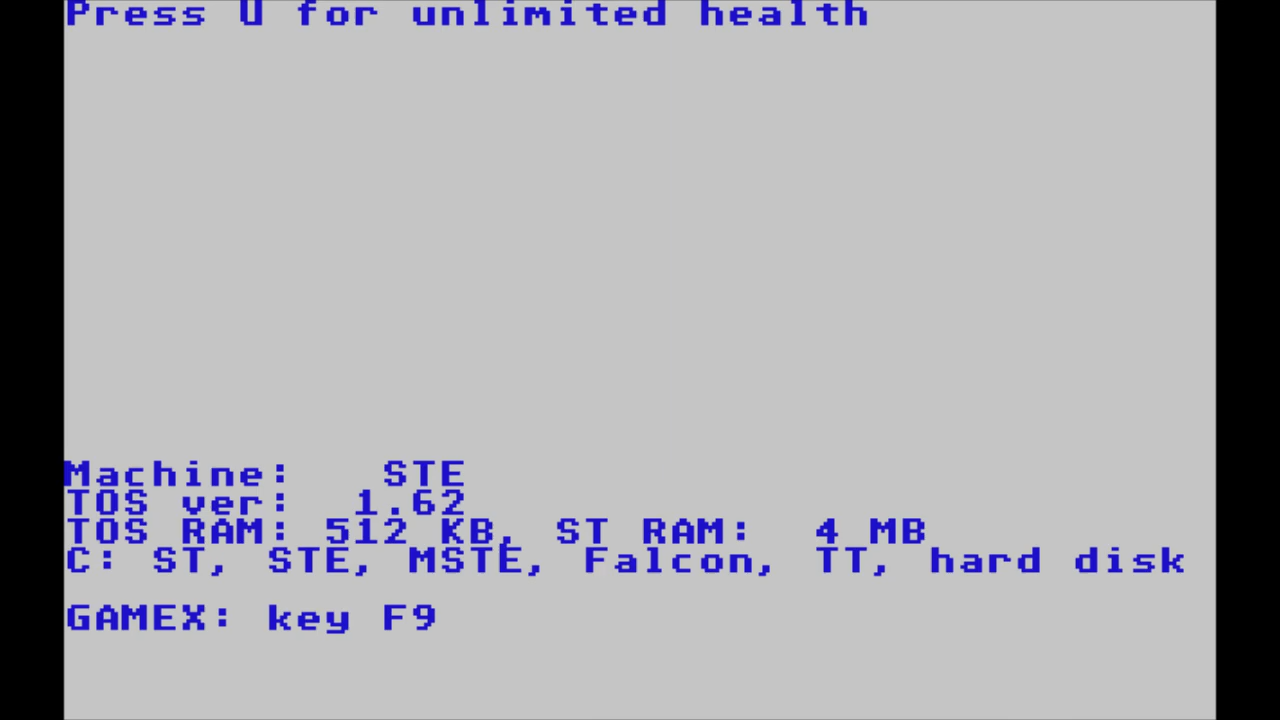 Press U for unlimited health
Machine:   STE
TOS ver:  1.62
TOS RAM: 512 KB, ST RAM:  4 MB
C: ST, STE, MSTE, Falcon, TT, hard disk
GAMEX: key F9